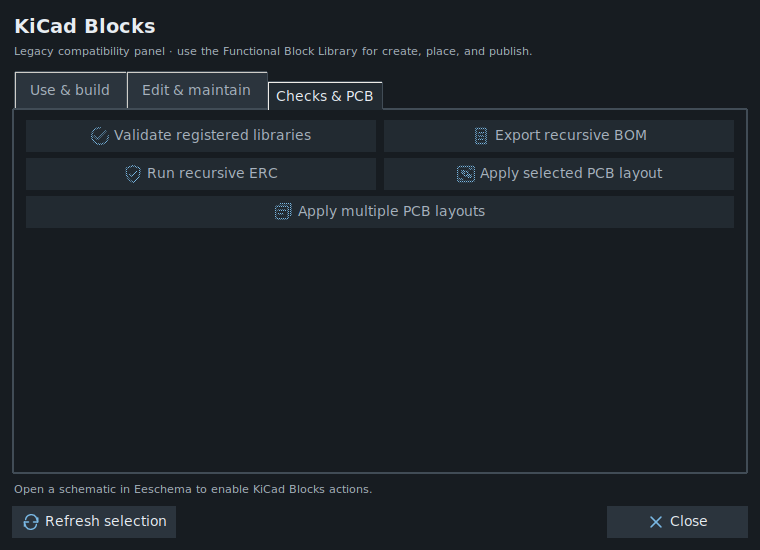 KiCad Blocks
Legacy compatibility panel · use the Functional Block Library for create, place, and publish.
Use & build
Edit & maintain
Checks & PCB
Validate registered libraries
Export recursive BOM
Run recursive ERC
Apply selected PCB layout
Apply multiple PCB layouts
Open a schematic in Eeschema to enable KiCad Blocks actions.
Refresh selection
Close